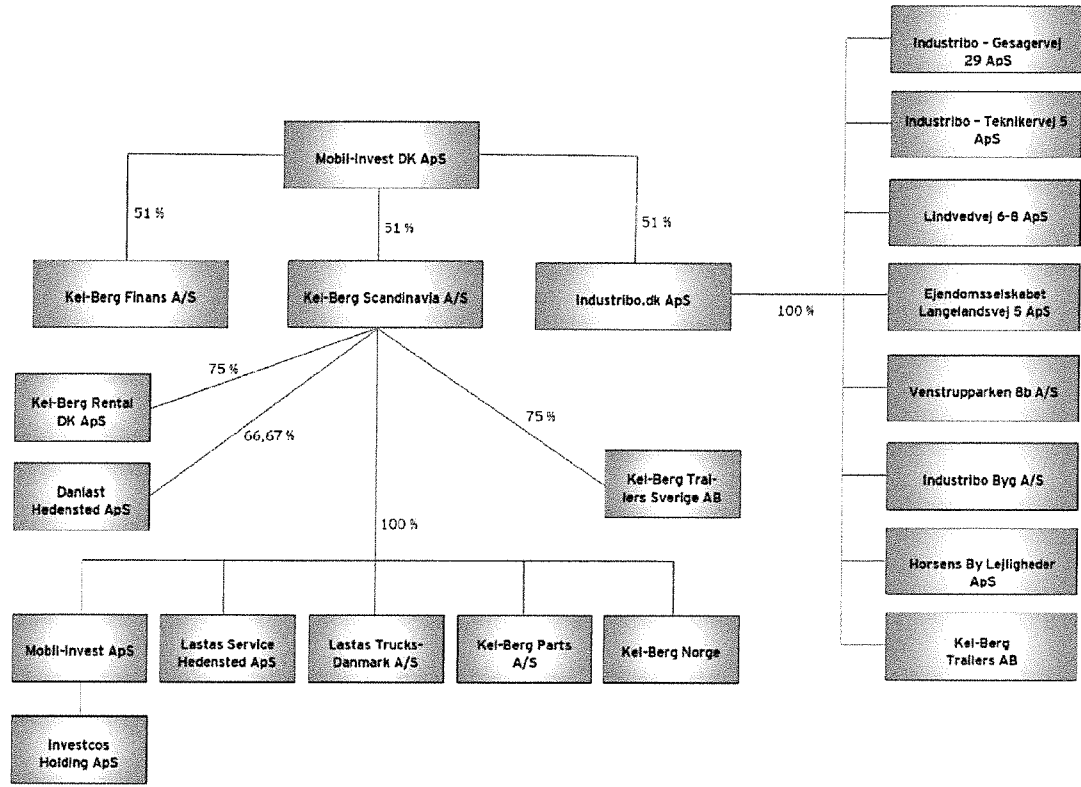 Industribo - Gesagervej
29 ApS
Industribo - Teknikervej 5
ApS
Mobil-Invest DK ApS
51 %
51 %
51 %
Lindvedvej 6-8 ApS
Kel-Berg Finans A/S
Kel-Berg Scandinavia A/S
Industribo.dk ApS
100 %
Ejendomsselskabet
Langelandsvej 5 ApS
75 %
Kel-Berg Rental
DK ApS
75 %
Venstrupparken 8b A/S
66,67 %
Danlast
Hedensted ApS
Kel-Berg Trai-
lers Sverige AB
Industribo Byg A/S
100 %
Horsens By Lejligheder
ApS
Mobil-Invest ApS
Lastas Service
Hedensted ApS
Lastas Trucks-
Danmark A/S
Kel-Berg Parts
A/S
Kel-Berg Norge
Kel-Berg
Trailers AB
Investcos
Holding ApS